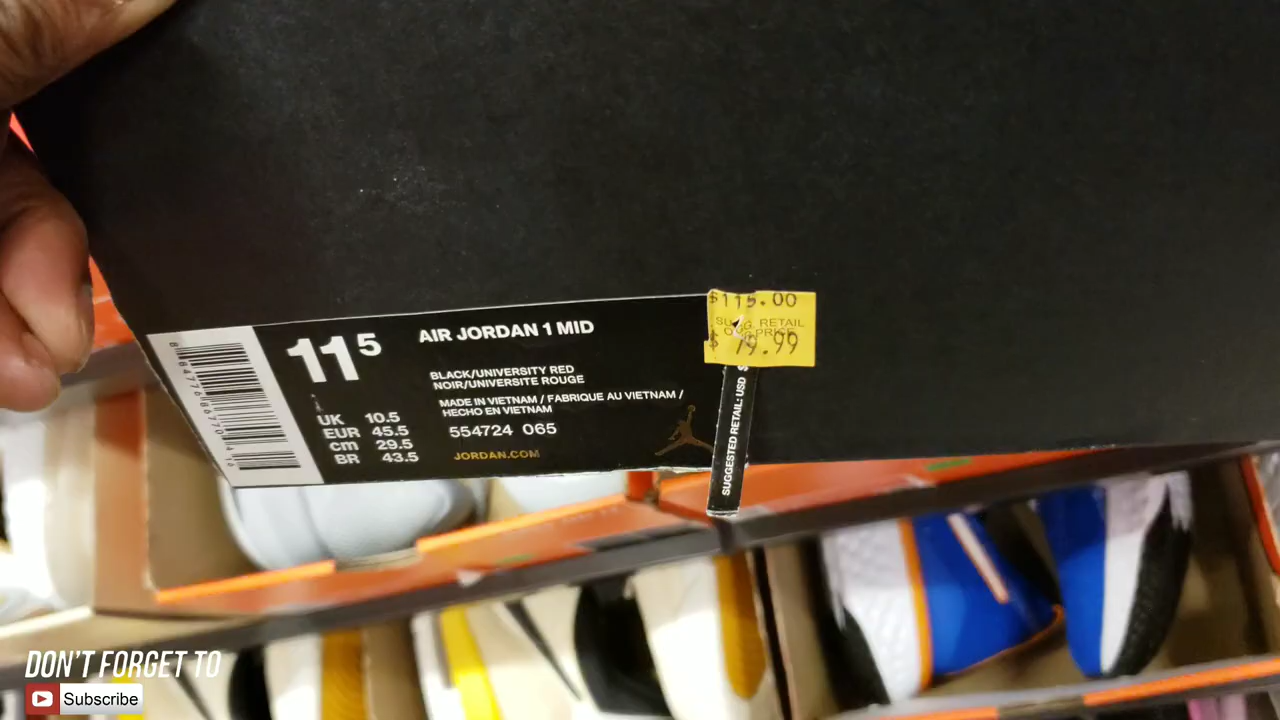 $115.00
SUGG. RETAIL
OUR PRICE
$ 79.99
11 5
AIR JORDAN 1 MID
BLACK/UNIVERSITY RED
NOIR/UNIVERSITE ROUGE
MADE IN VIETNAM / FABRIQUE AU VIETNAM /
HECHO EN VIETNAM
UK 10.5
EUR 45.5
cm 29.5
BR 43.5
554724 065
JORDAN.COM
SUGGESTED RETAIL: USD $
DON'T FORGET TO
Subscribe